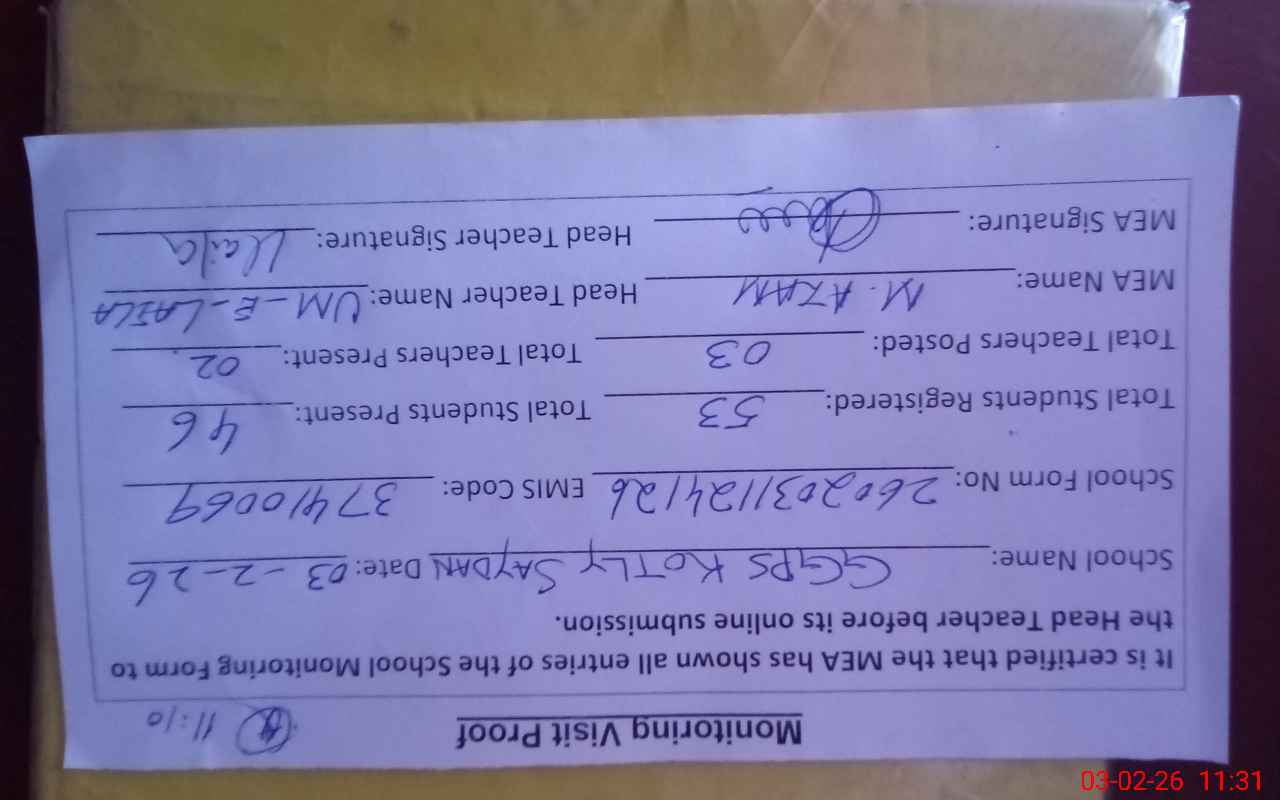 Monitoring Visit Proof 11:10
It is certified that the MEA has shown all entries of the School Monitoring Form to
the Head Teacher before its online submission.
School Name: GGPS KOTLY SAYDAN Date: 03-2-26
School Form No: 2602031124126 EMIS Code: 37410069
Total Students Registered: 53 Total Students Present: 46
Total Teachers Posted: 03 Total Teachers Present: 02
MEA Name: M. AZAM Head Teacher Name: UM-E-LAILA
MEA Signature: Head Teacher Signature: Llaila
03-02-26 11:31